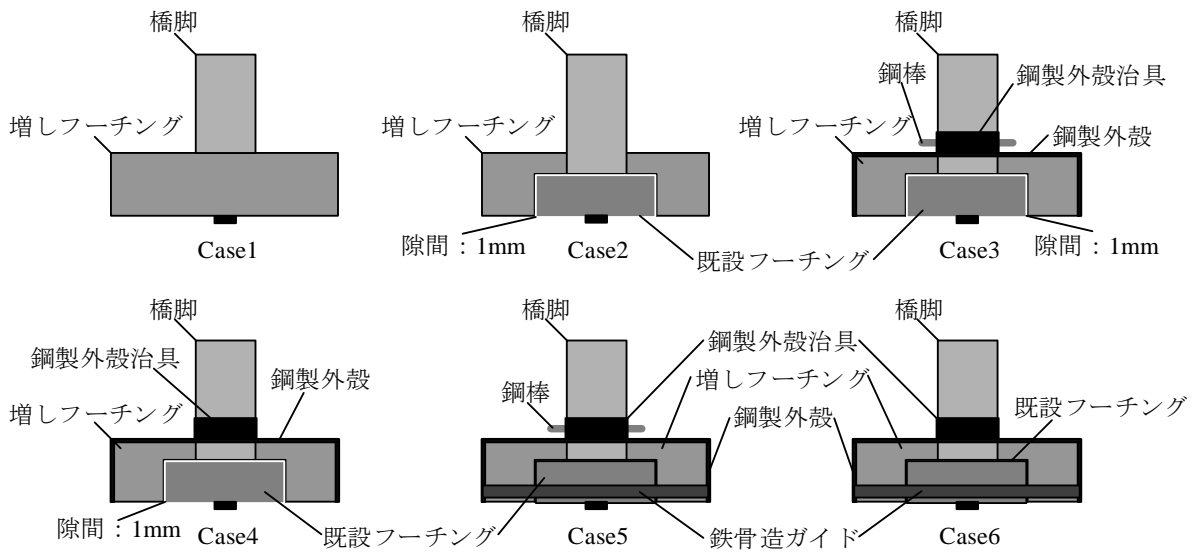 橋脚
増しフーチング
Case1
橋脚
増しフーチング
隙間:1mm
Case2
既設フーチング
橋脚
鋼棒
鋼製外殻治具
増しフーチング
鋼製外殻
Case3
隙間:1mm
橋脚
鋼製外殻治具
鋼製外殻
増しフーチング
隙間:1mm
Case4
既設フーチング
橋脚
鋼製外殻治具
鋼棒
増しフーチング
鋼製外殻
Case5
鉄骨造ガイド
橋脚
既設フーチング
Case6